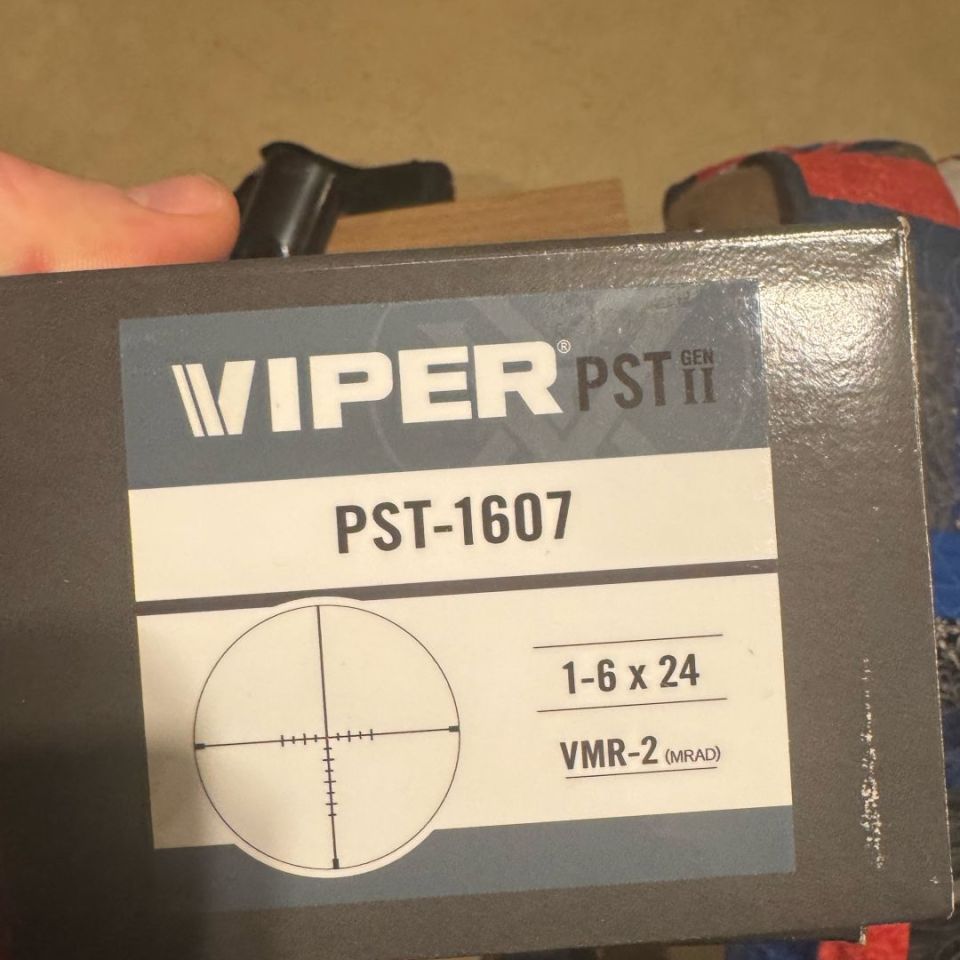 VIPER® PST GEN II
PST-1607
1-6 x 24
VMR-2 (MRAD)